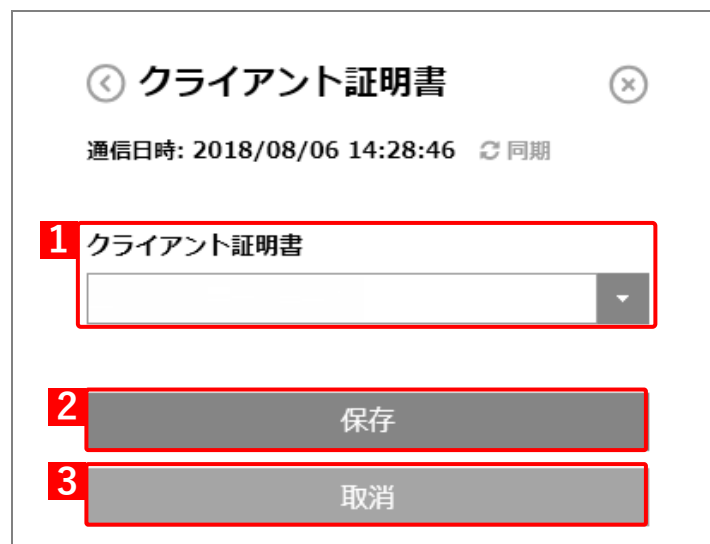 クライアント証明書
通信日時: 2018/08/06 14:28:46 同期
1 クライアント証明書
2 保存
3 取消